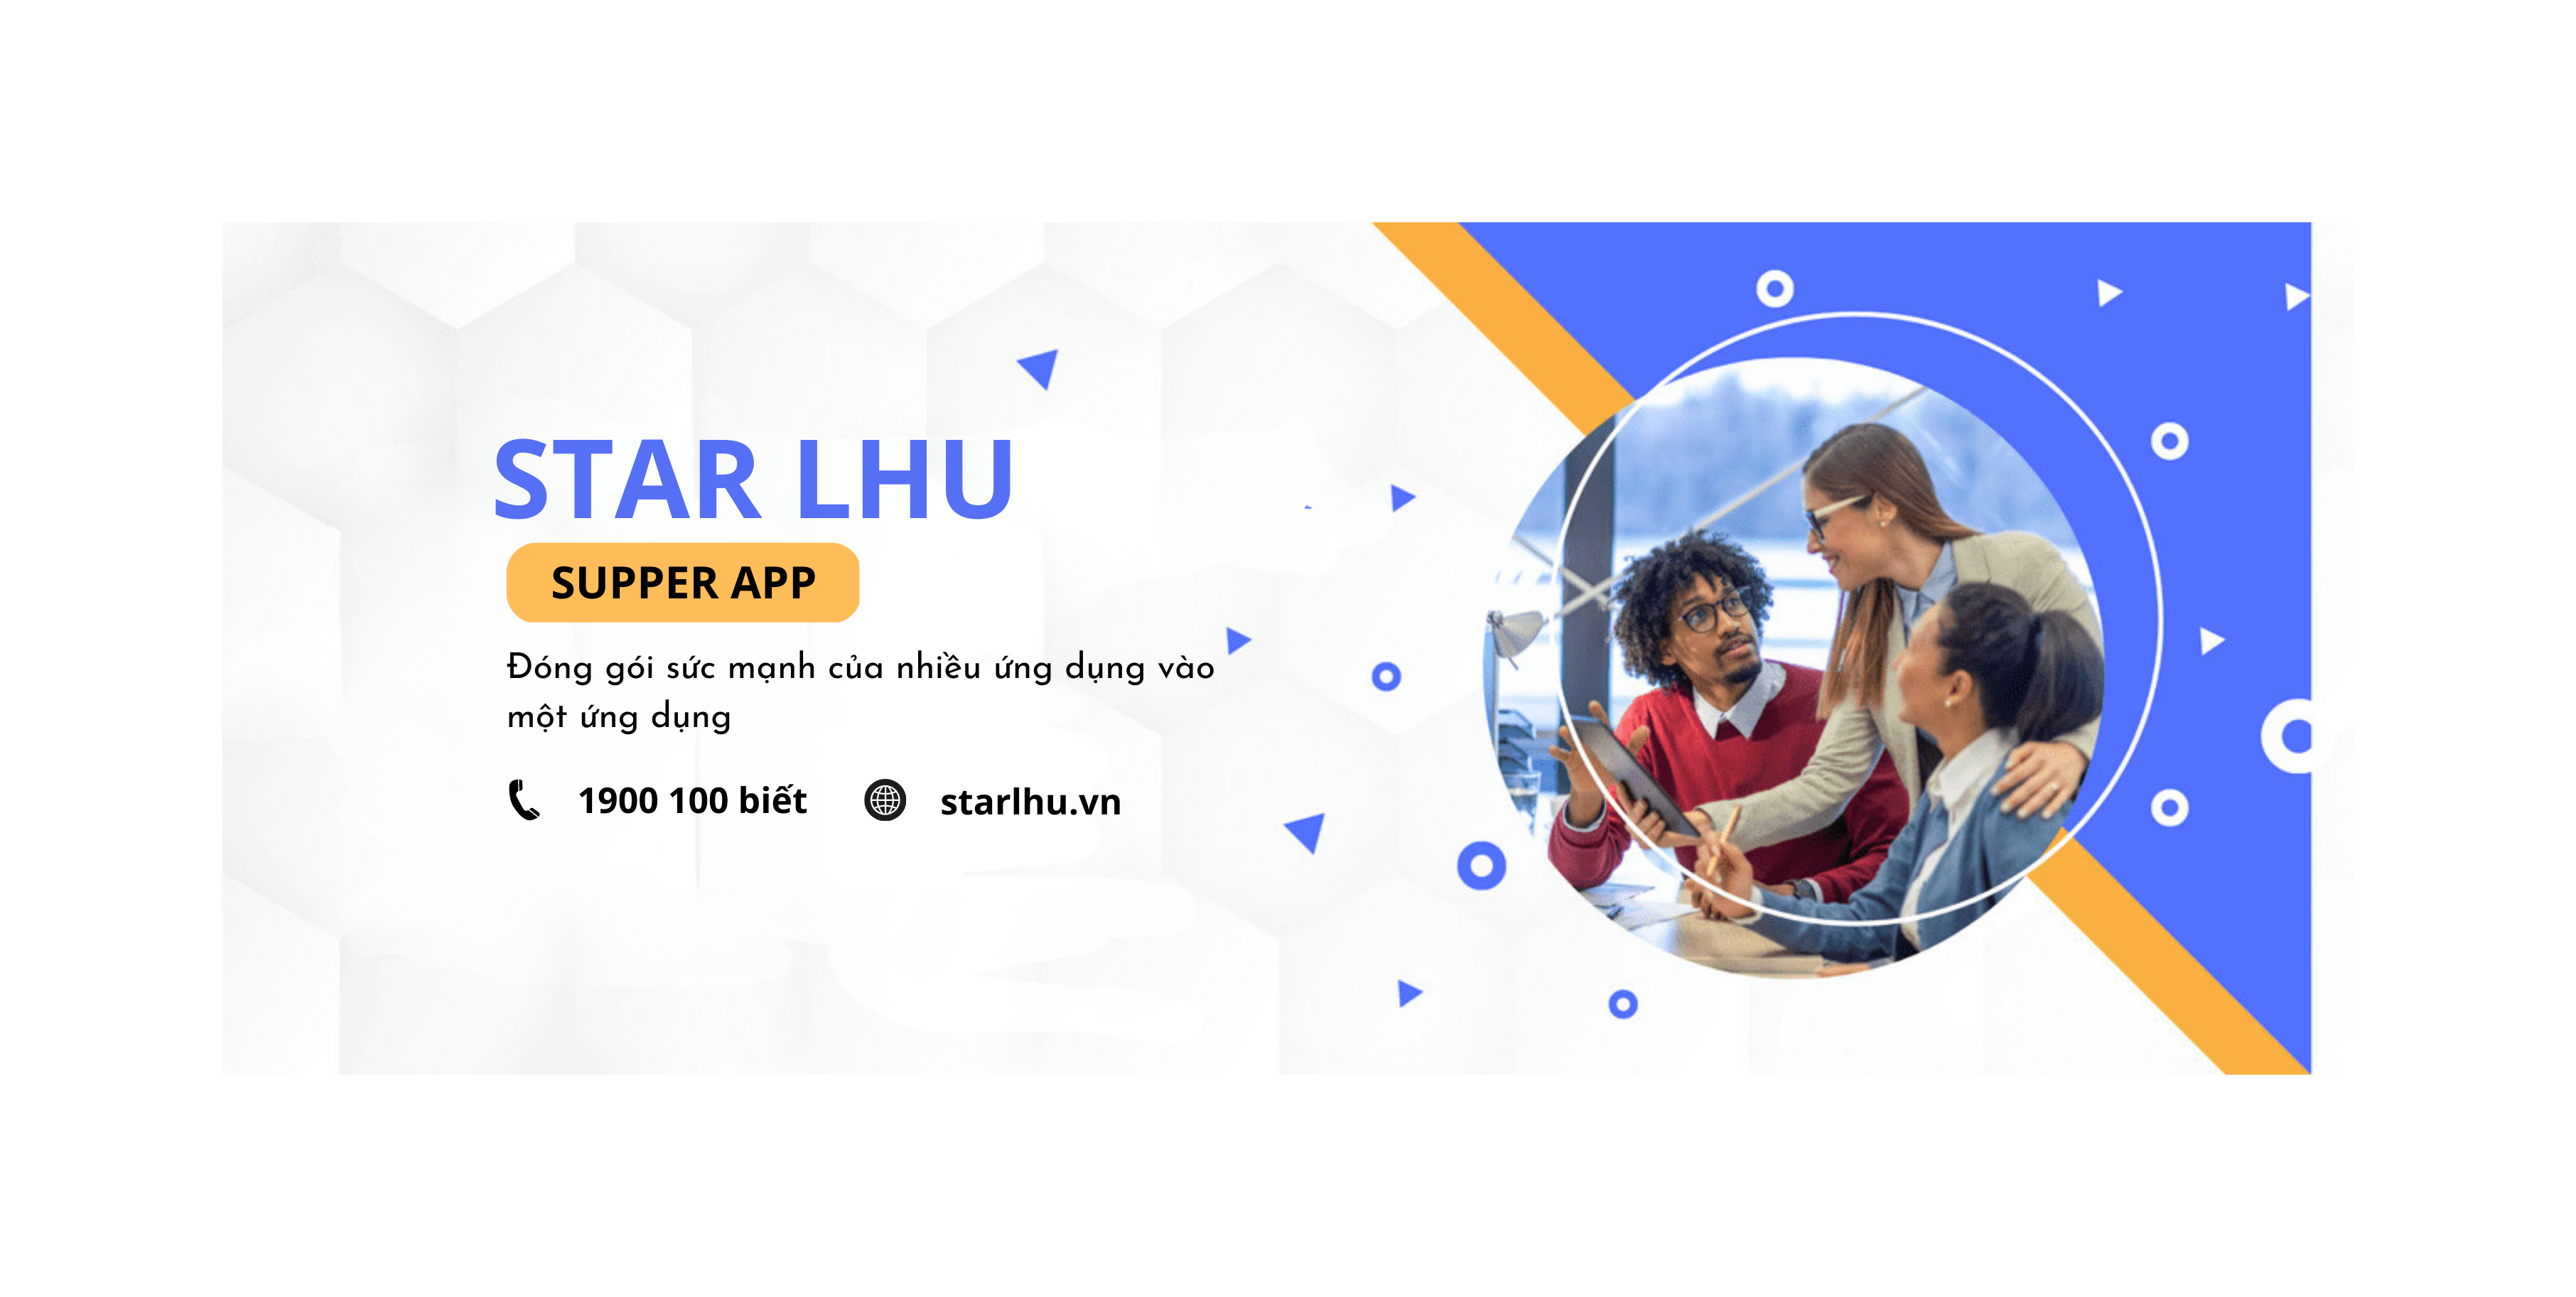 STAR LHU
SUPPER APP
Đóng gói sức mạnh của nhiều ứng dụng vào
một ứng dụng
1900 100 biết starlhu.vn